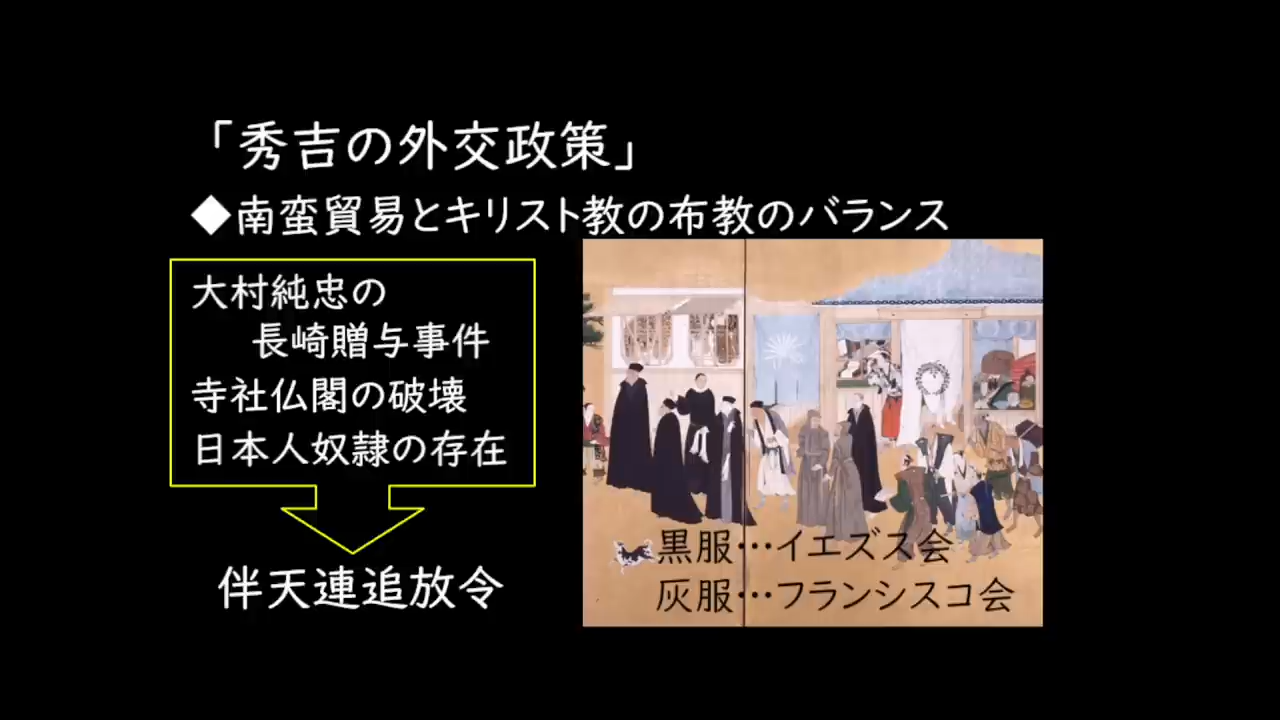 「秀吉の外交政策」
◆南蛮貿易とキリスト教の布教のバランス
大村純忠の
長崎贈与事件
寺社仏閣の破壊
日本人奴隷の存在
伴天連追放令
黒服…イエズス会
灰服…フランシスコ会